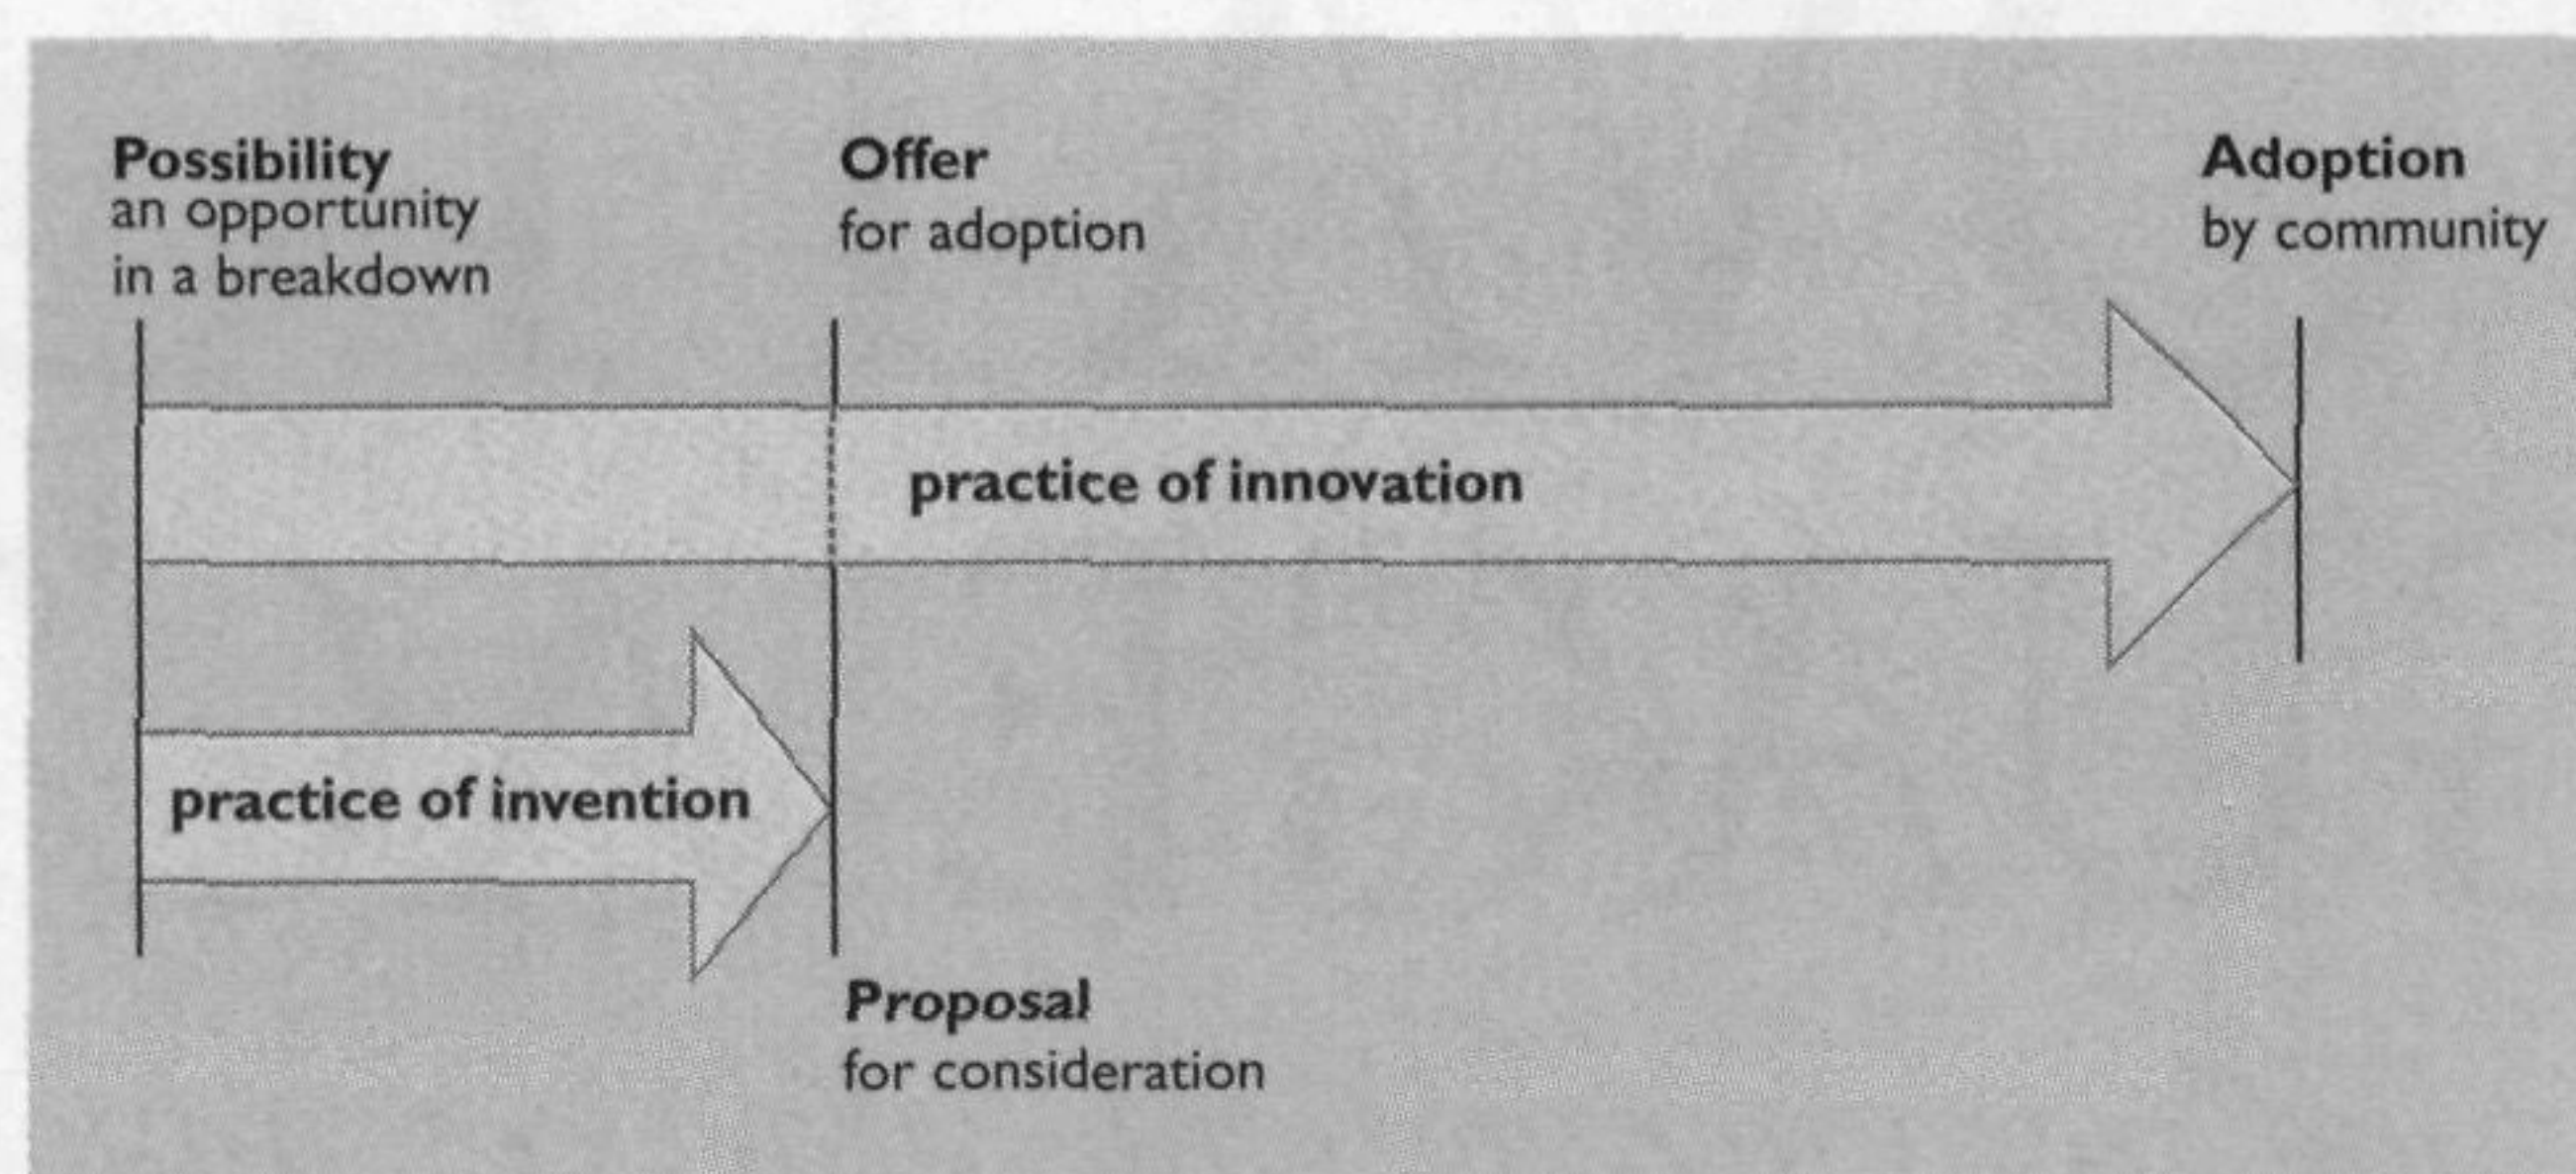 Possibility
an opportunity
in a breakdown
Offer
for adoption
Adoption
by community
practice of innovation
practice of invention
Proposal
for consideration